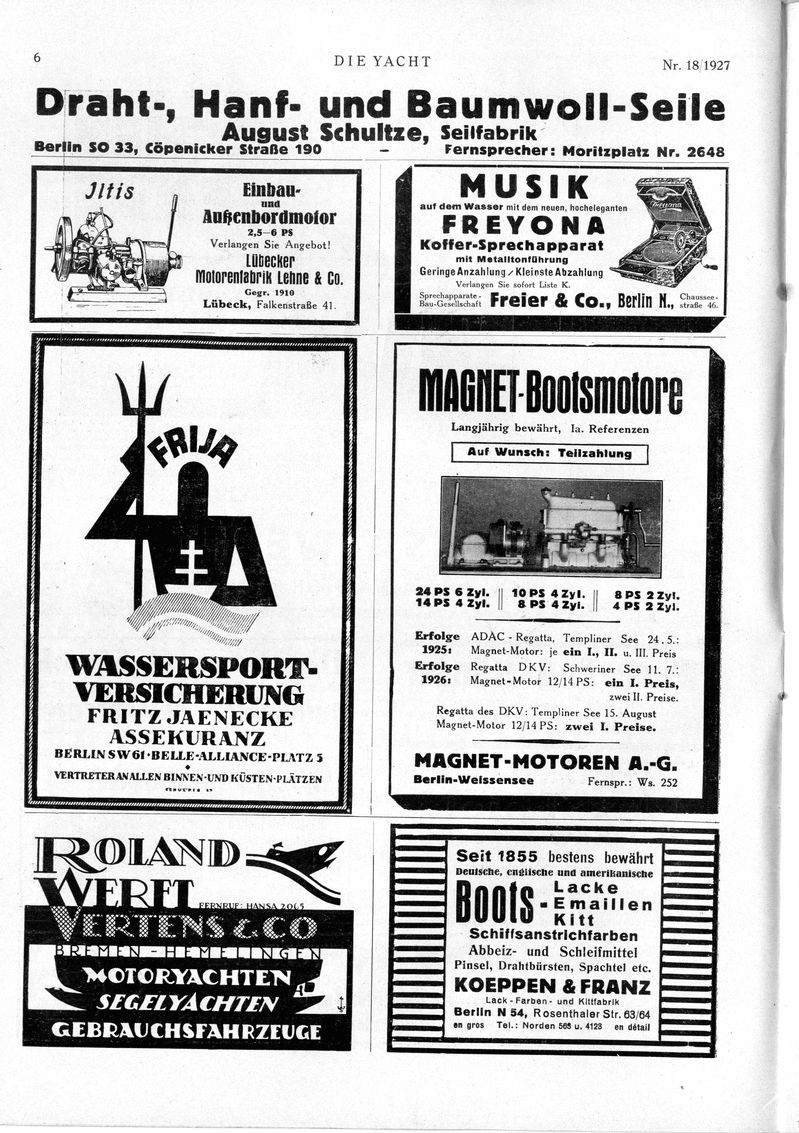 6
DIE YACHT
Nr. 18/1927
Draht-, Hanf- und Baumwoll-Seile
August Schultze, Seilfabrik
Berlin SO 33, Cöpenicker Straße 190 – Fernsprecher: Moritzplatz Nr. 2648
Iltis
Einbau-
und
Außenbordmotor
2,5–6 PS
Verlangen Sie Angebot!
Lübecker
Motorenfabrik Lehne & Co.
Gegr. 1910
Lübeck, Falkenstraße 41.
MUSIK
auf dem Wasser mit dem neuen, hocheleganten
FREYONA
Koffer-Sprechapparat
mit Metalltonführung
Geringe Anzahlung / Kleinste Abzahlung
Verlangen Sie sofort Liste K.
Sprechapparate-
Bau-Gesellschaft
Freier & Co., Berlin N.,
Chaussee-
straße 46.
Freyona
FRIJA
WASSERSPORT-
VERSICHERUNG
FRITZ JAENECKE
ASSEKURANZ
BERLIN SW61·BELLE-ALLIANCE-PLATZ 5
VERTRETER AN ALLEN BINNEN- UND KÜSTEN-PLÄTZEN
MAGNET-Bootsmotore
Langjährig bewährt, Ia. Referenzen
Auf Wunsch: Teilzahlung
24 PS 6 Zyl. || 10 PS 4 Zyl. || 8 PS 2 Zyl.
14 PS 4 Zyl. || 8 PS 4 Zyl. || 4 PS 2 Zyl.
Erfolge ADAC - Regatta, Templiner See 24. 5.:
1925: Magnet-Motor: je ein I., II. u. III. Preis
Erfolge Regatta DKV: Schweriner See 11. 7.:
1926: Magnet-Motor 12/14 PS: ein I. Preis,
zwei II. Preise.
Regatta des DKV: Templiner See 15. August
Magnet-Motor 12/14 PS: zwei I. Preise.
MAGNET-MOTOREN A.-G.
Berlin-Weissensee Fernspr.: Ws. 252
ROLAND
WERFT
FERNRUF: HANSA 2065
VERTENS & CO
BREMEN - HEMELINGEN
MOTORYACHTEN
SEGELYACHTEN
GEBRAUCHSFAHRZEUGE
Seit 1855 bestens bewährt
Deutsche, englische und amerikanische
Boots-
Lacke
Emaillen
Kitt
Schiffsanstrichfarben
Abbeiz- und Schleifmittel
Pinsel, Drahtbürsten, Spachtel etc.
KOEPPEN & FRANZ
Lack - Farben - und Kittfabrik
Berlin N 54, Rosenthaler Str. 63/64
en gros Tel.: Norden 568 u. 4123 en détail